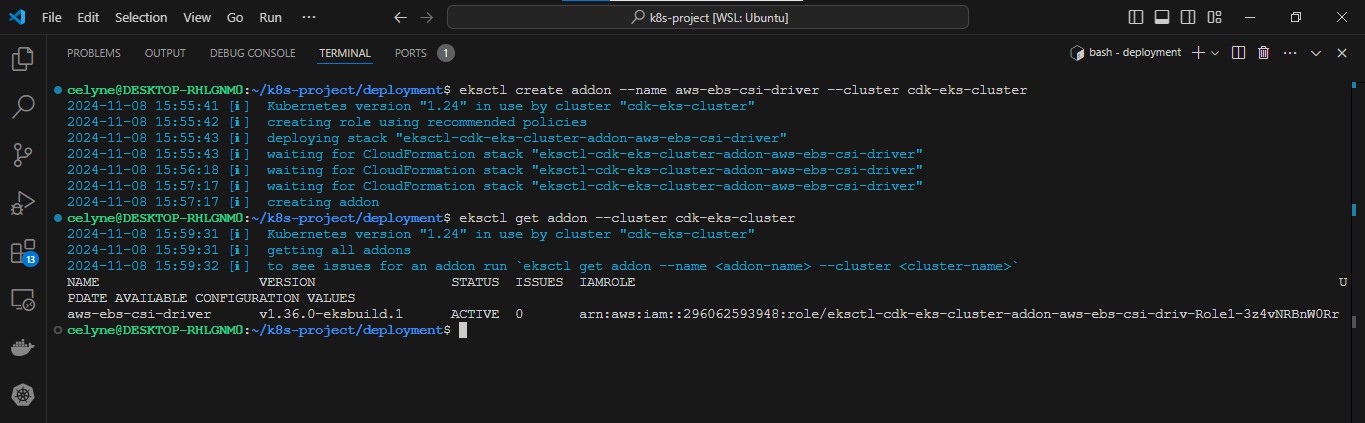 File Edit Selection View Go Run ··· k8s-project [WSL: Ubuntu]
PROBLEMS OUTPUT DEBUG CONSOLE TERMINAL PORTS 1 bash - deployment
celyne@DESKTOP-RHLGNM0:~/k8s-project/deployment$ eksctl create addon --name aws-ebs-csi-driver --cluster cdk-eks-cluster
2024-11-08 15:55:41 [ℹ]  Kubernetes version "1.24" in use by cluster "cdk-eks-cluster"
2024-11-08 15:55:42 [ℹ]  creating role using recommended policies
2024-11-08 15:55:43 [ℹ]  deploying stack "eksctl-cdk-eks-cluster-addon-aws-ebs-csi-driver"
2024-11-08 15:55:43 [ℹ]  waiting for CloudFormation stack "eksctl-cdk-eks-cluster-addon-aws-ebs-csi-driver"
2024-11-08 15:56:18 [ℹ]  waiting for CloudFormation stack "eksctl-cdk-eks-cluster-addon-aws-ebs-csi-driver"
2024-11-08 15:57:17 [ℹ]  waiting for CloudFormation stack "eksctl-cdk-eks-cluster-addon-aws-ebs-csi-driver"
2024-11-08 15:57:17 [ℹ]  creating addon
celyne@DESKTOP-RHLGNM0:~/k8s-project/deployment$ eksctl get addon --cluster cdk-eks-cluster
2024-11-08 15:59:31 [ℹ]  Kubernetes version "1.24" in use by cluster "cdk-eks-cluster"
2024-11-08 15:59:31 [ℹ]  getting all addons
2024-11-08 15:59:32 [ℹ]  to see issues for an addon run `eksctl get addon --name <addon-name> --cluster <cluster-name>`
NAME VERSION STATUS ISSUES IAMROLE U
PDATE AVAILABLE CONFIGURATION VALUES
aws-ebs-csi-driver v1.36.0-eksbuild.1 ACTIVE 0 arn:aws:iam::296062593948:role/eksctl-cdk-eks-cluster-addon-aws-ebs-csi-driv-Role1-3z4vNRBnW0Rr
celyne@DESKTOP-RHLGNM0:~/k8s-project/deployment$
13